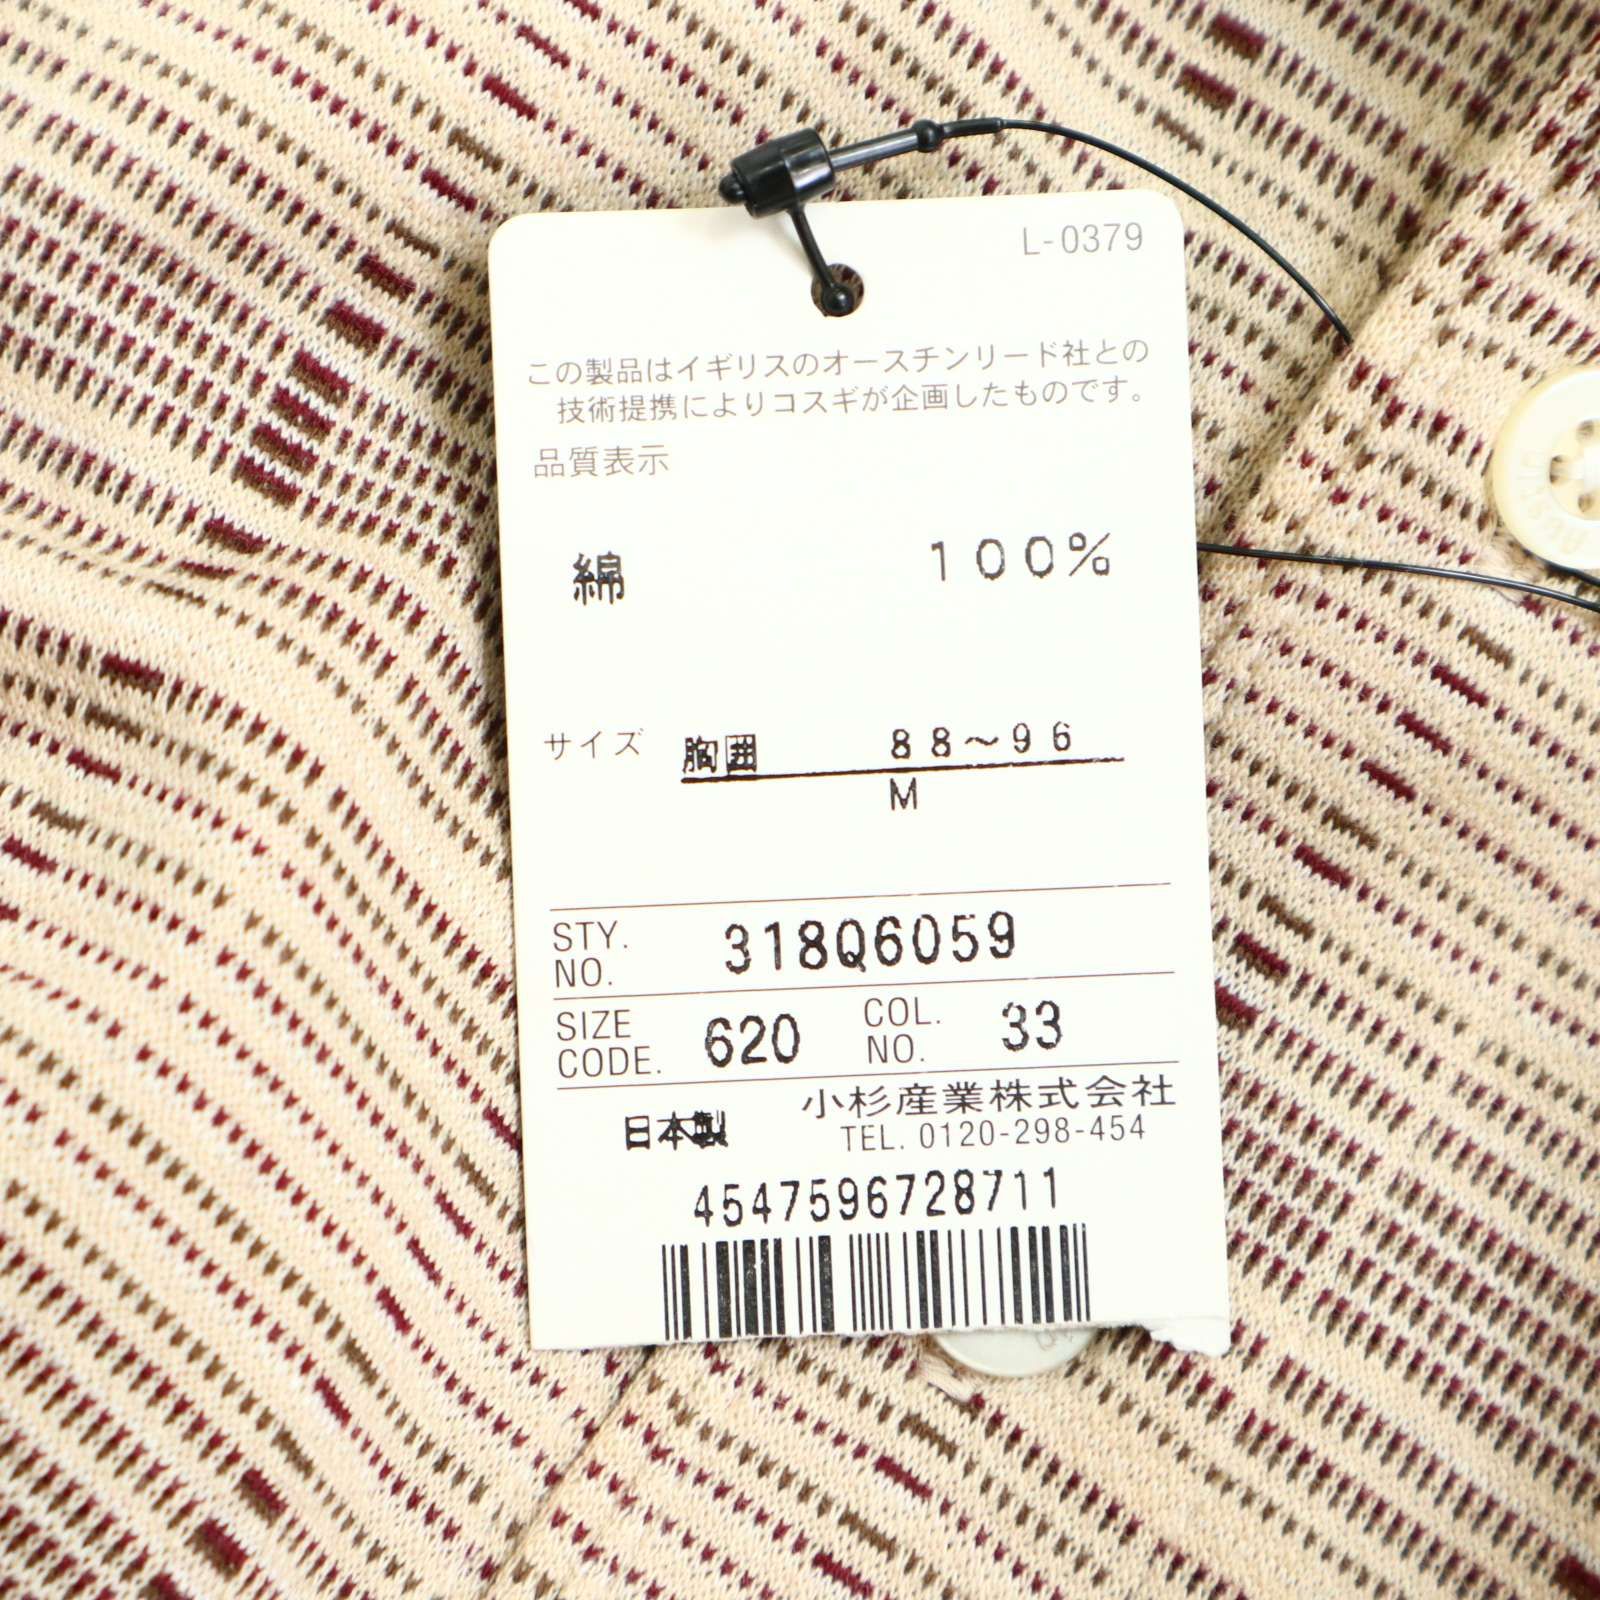 L-0379
この製品はイギリスのオースチンリード社との
技術提携によりコスギが企画したものです。
品質表示
綿 100%
サイズ 胸囲 88〜96
M
STY. NO. 318Q6059
SIZE CODE. 620 COL. NO. 33
日本製 小杉産業株式会社
TEL. 0120-298-454
4547596728711